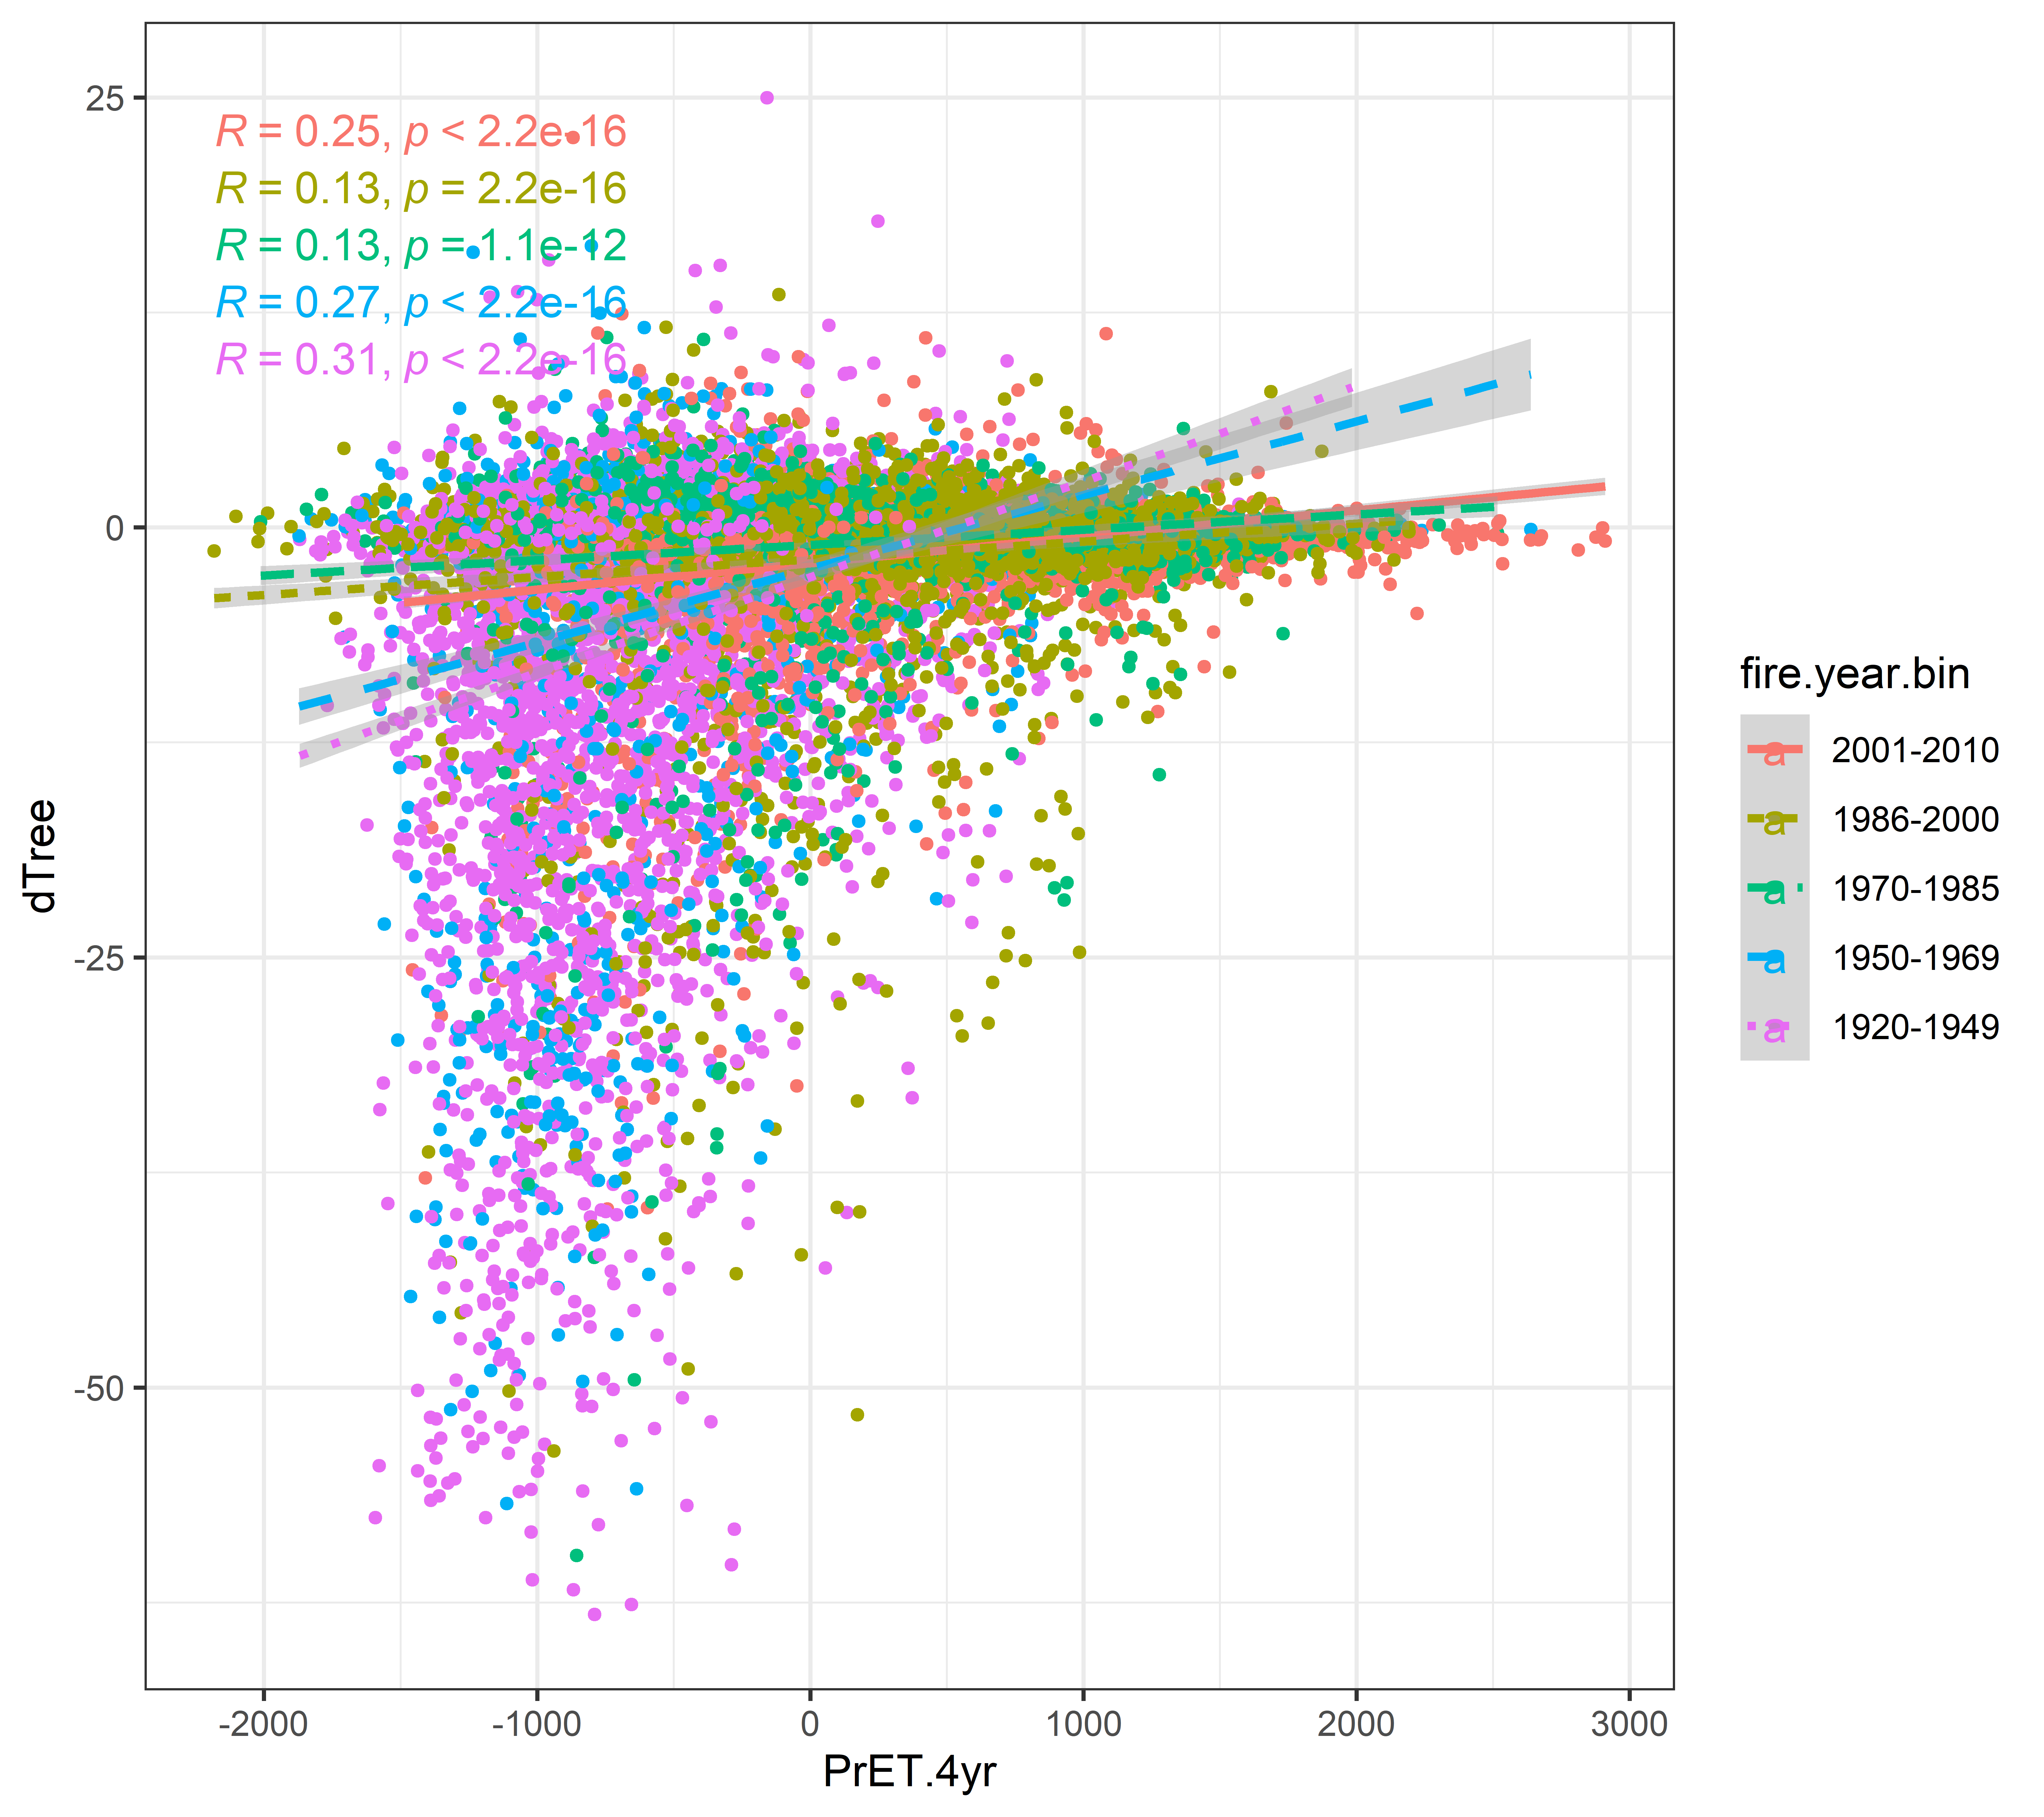 25
0
-25
-50
dTree
R = 0.25, p < 2.2e-16
R = 0.13, p = 2.2e-16
R = 0.13, p = 1.1e-12
R = 0.27, p < 2.2e-16
R = 0.31, p < 2.2e-16
-2000 -1000 0 1000 2000 3000
PrET.4yr
fire.year.bin
a 2001-2010
a 1986-2000
a 1970-1985
a 1950-1969
a 1920-1949